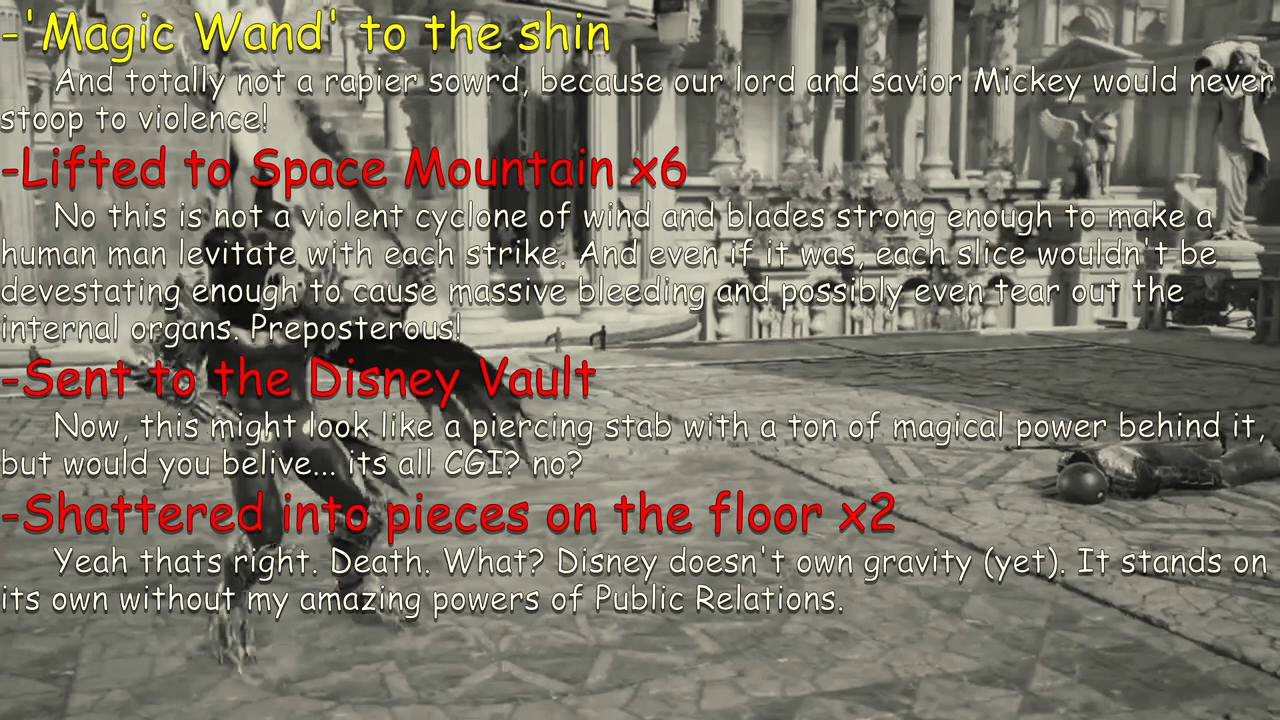 -'Magic Wand' to the shin
And totally not a rapier sowrd, because our lord and savior Mickey would never
stoop to violence!
-Lifted to Space Mountain x6
No this is not a violent cyclone of wind and blades strong enough to make a
human man levitate with each strike. And even if it was, each slice wouldn't be
devestating enough to cause massive bleeding and possibly even tear out the
internal organs. Preposterous!
-Sent to the Disney Vault
Now, this might look like a piercing stab with a ton of magical power behind it,
but would you belive... its all CGI? no?
-Shattered into pieces on the floor x2
Yeah thats right. Death. What? Disney doesn't own gravity (yet). It stands on
its own without my amazing powers of Public Relations.